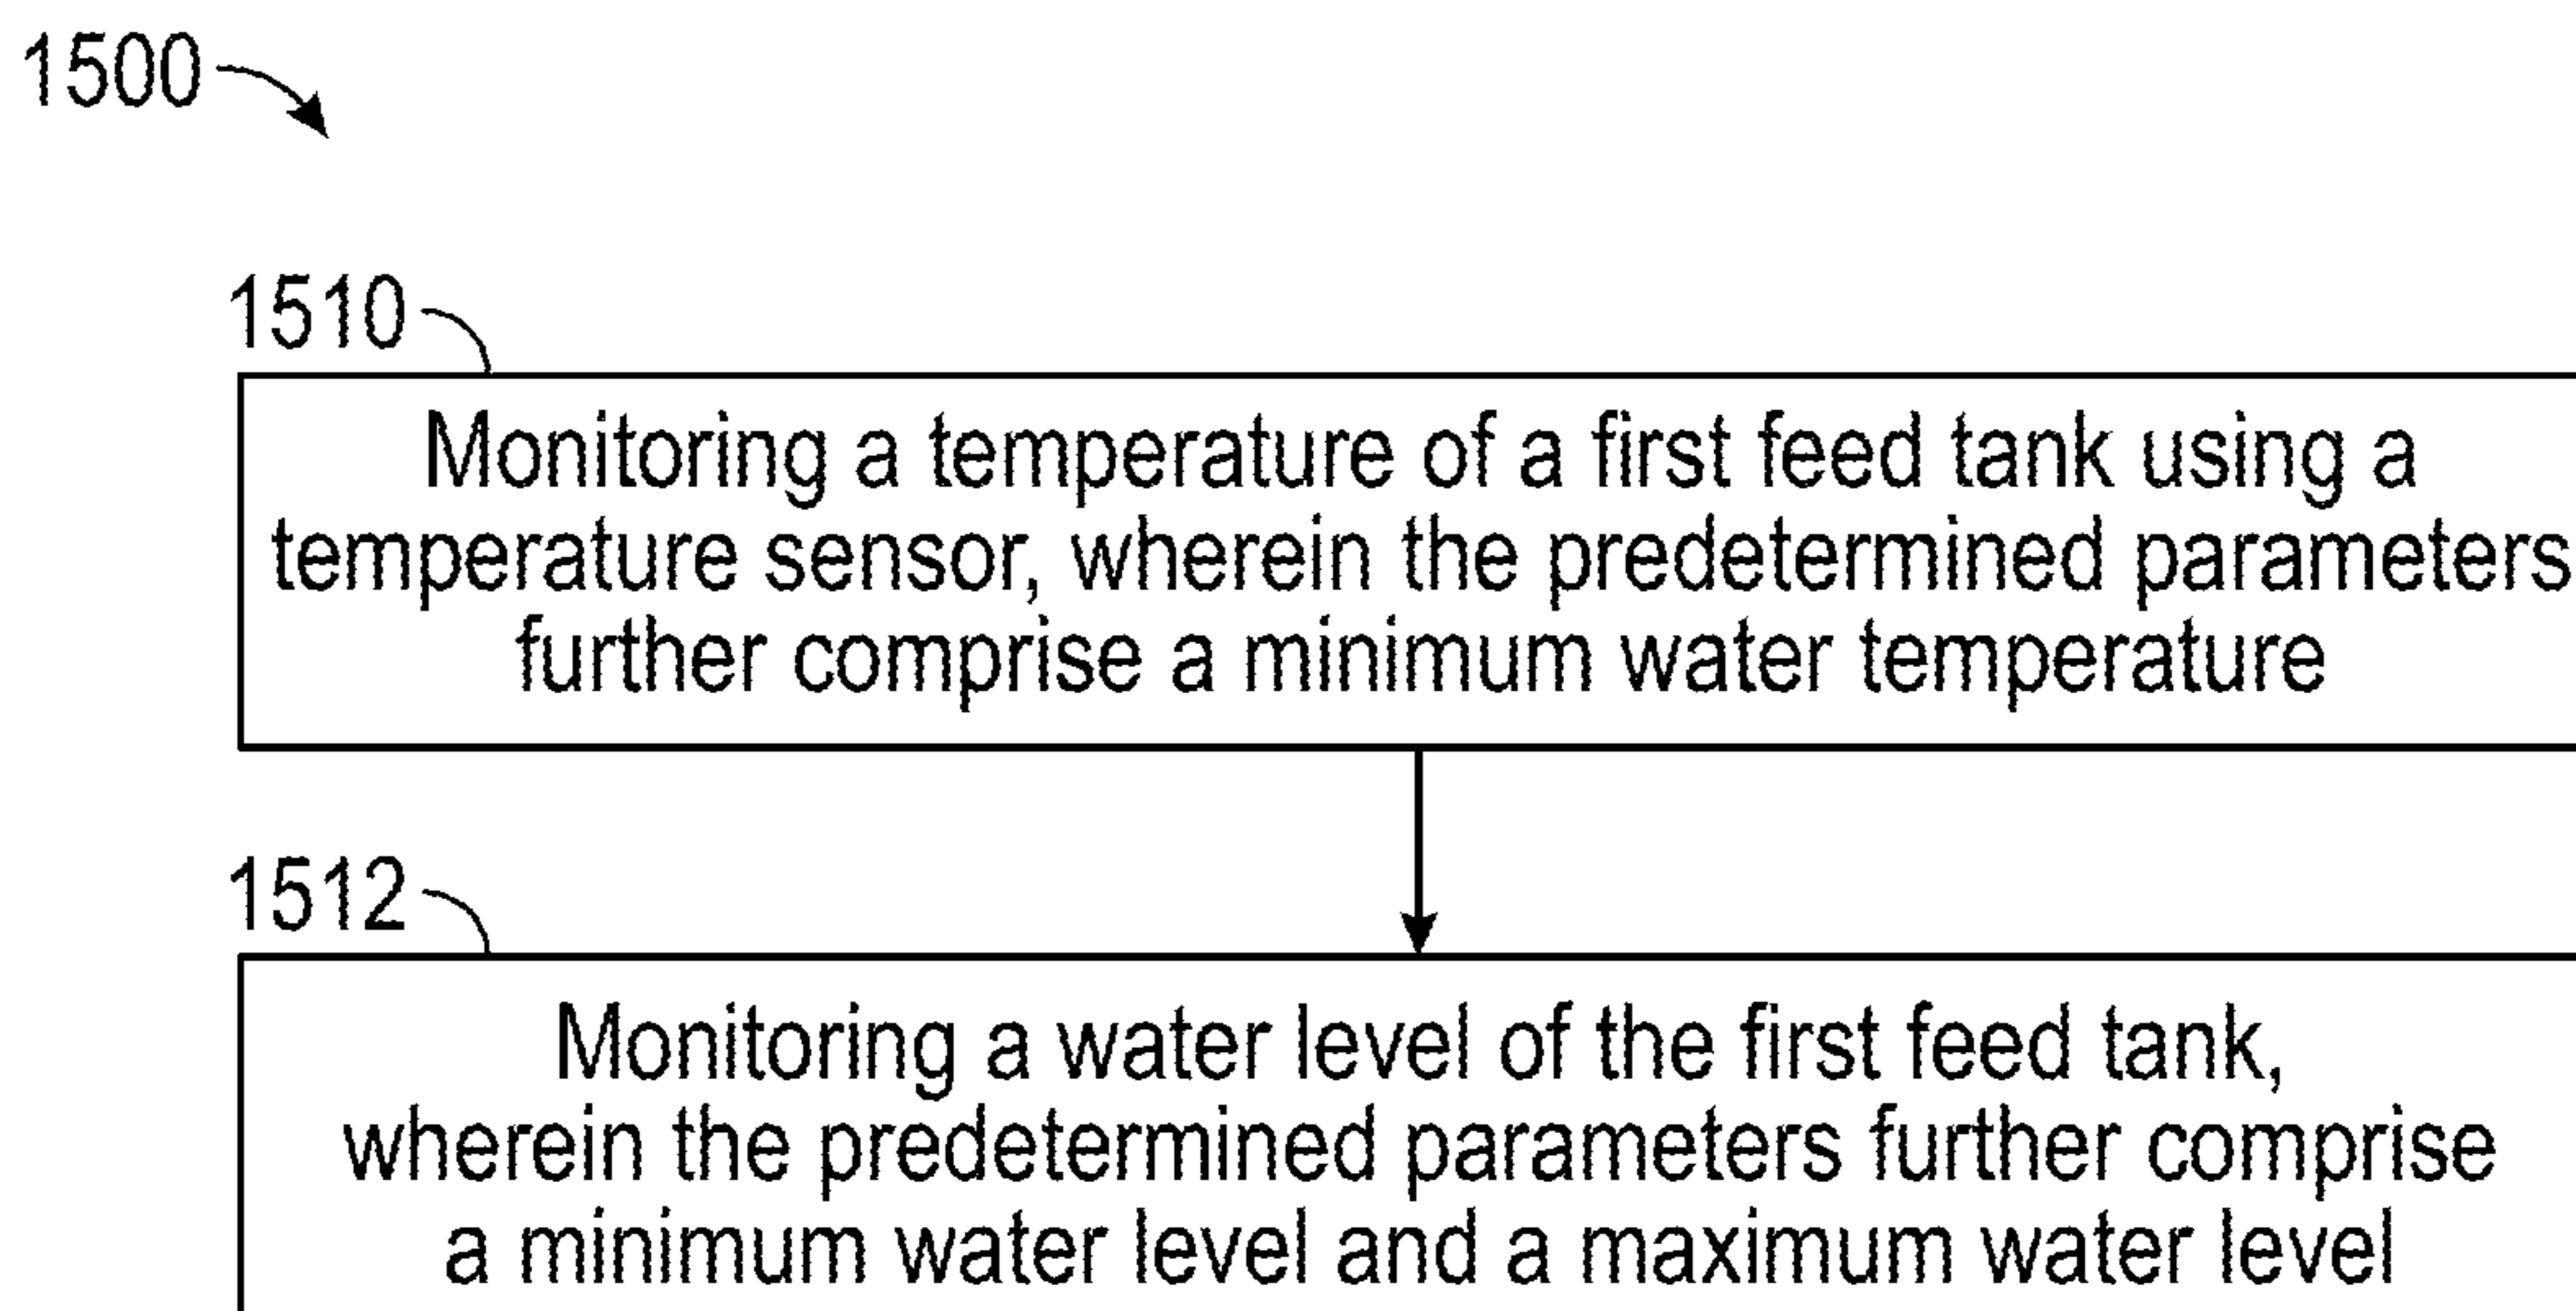 1500
1510
Monitoring a temperature of a first feed tank using a
temperature sensor, wherein the predetermined parameters
further comprise a minimum water temperature
1512
Monitoring a water level of the first feed tank,
wherein the predetermined parameters further comprise
a minimum water level and a maximum water level